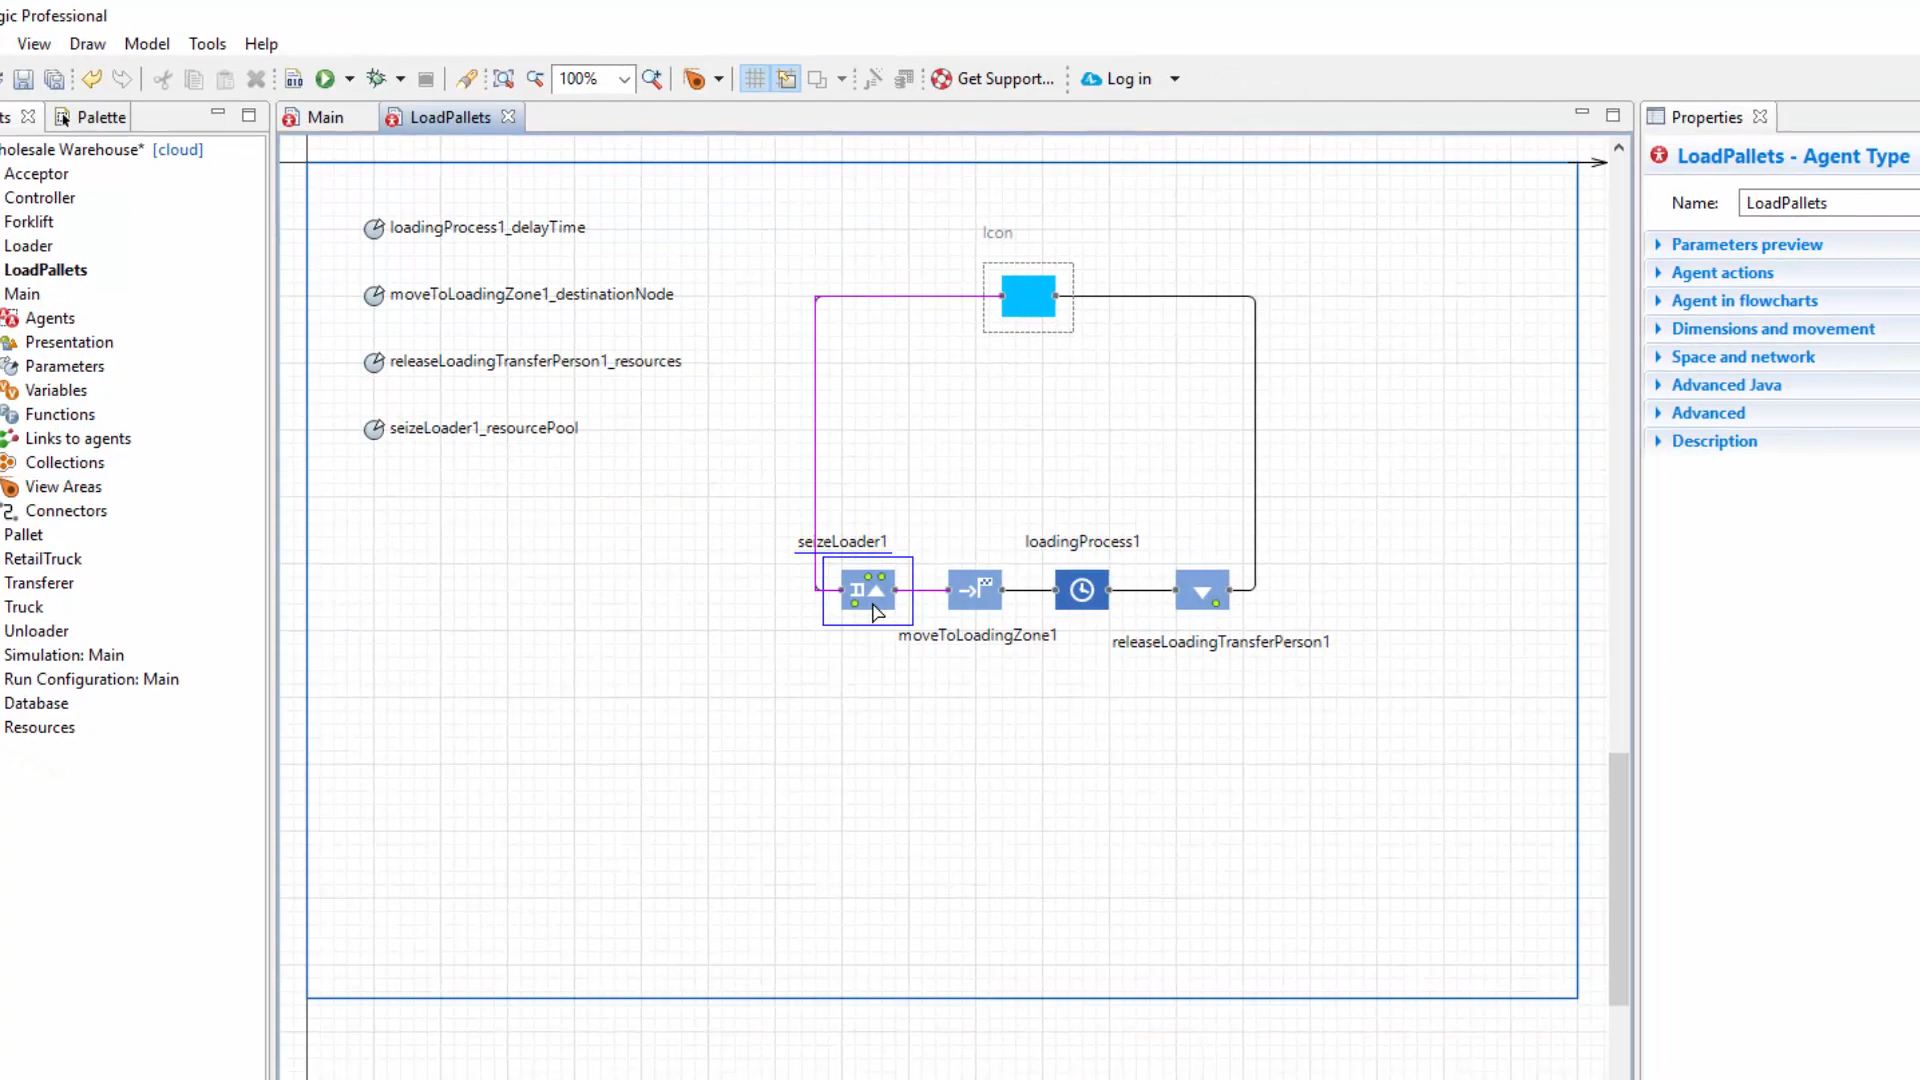 gic Professional
View Draw Model Tools Help
100% Get Support... Log in
ts Palette Main LoadPallets Properties
holesale Warehouse* [cloud]
Acceptor
Controller
Forklift
Loader
LoadPallets
Main
Agents
Presentation
Parameters
Variables
Functions
Links to agents
Collections
View Areas
Connectors
Pallet
RetailTruck
Transferer
Truck
Unloader
Simulation: Main
Run Configuration: Main
Database
Resources
loadingProcess1_delayTime
moveToLoadingZone1_destinationNode
releaseLoadingTransferPerson1_resources
seizeLoader1_resourcePool
Icon
seizeLoader1
loadingProcess1
moveToLoadingZone1
releaseLoadingTransferPerson1
LoadPallets - Agent Type
Name: LoadPallets
Parameters preview
Agent actions
Agent in flowcharts
Dimensions and movement
Space and network
Advanced Java
Advanced
Description